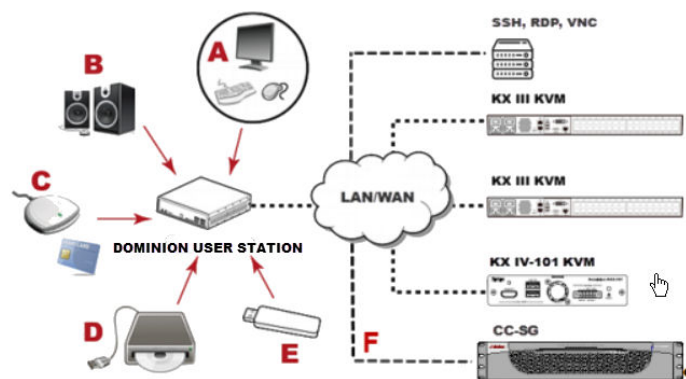 SSH, RDP, VNC
A
B
KX III KVM
C
KX III KVM
LAN/WAN
DOMINION USER STATION
KX IV-101 KVM
D
E
F
CC-SG